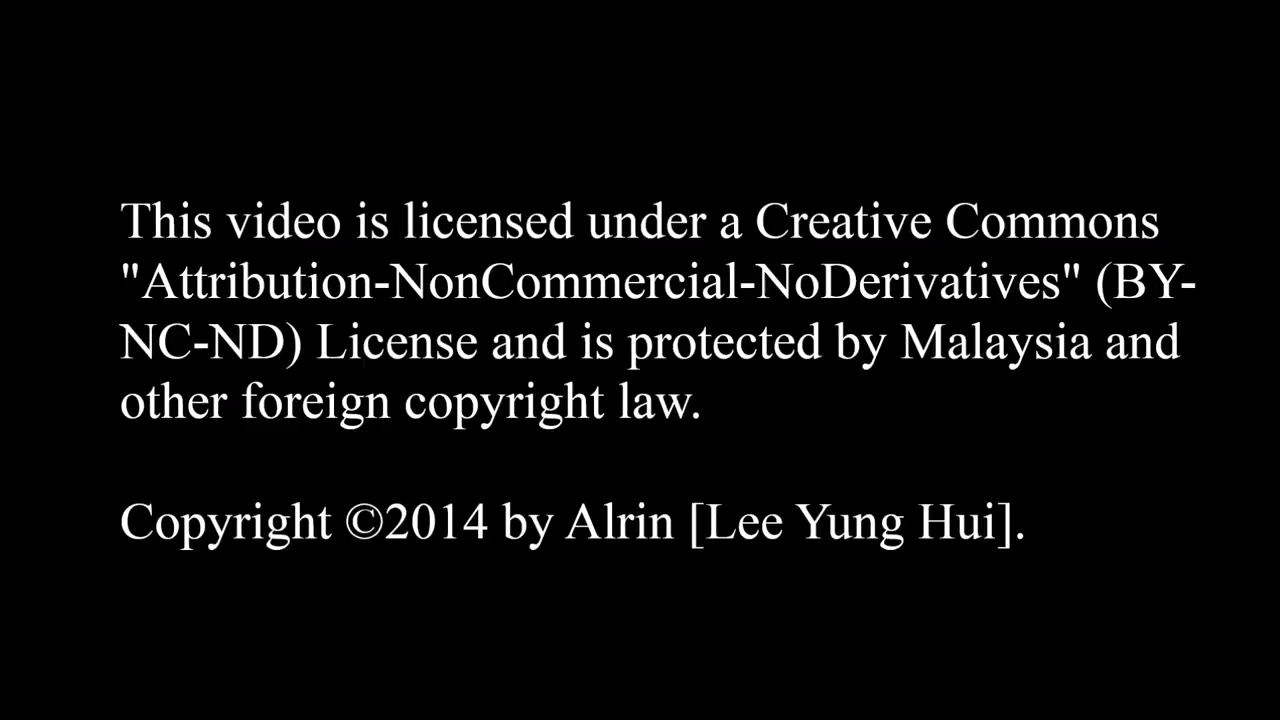 This video is licensed under a Creative Commons
"Attribution-NonCommercial-NoDerivatives" (BY-
NC-ND) License and is protected by Malaysia and
other foreign copyright law.
Copyright ©2014 by Alrin [Lee Yung Hui].